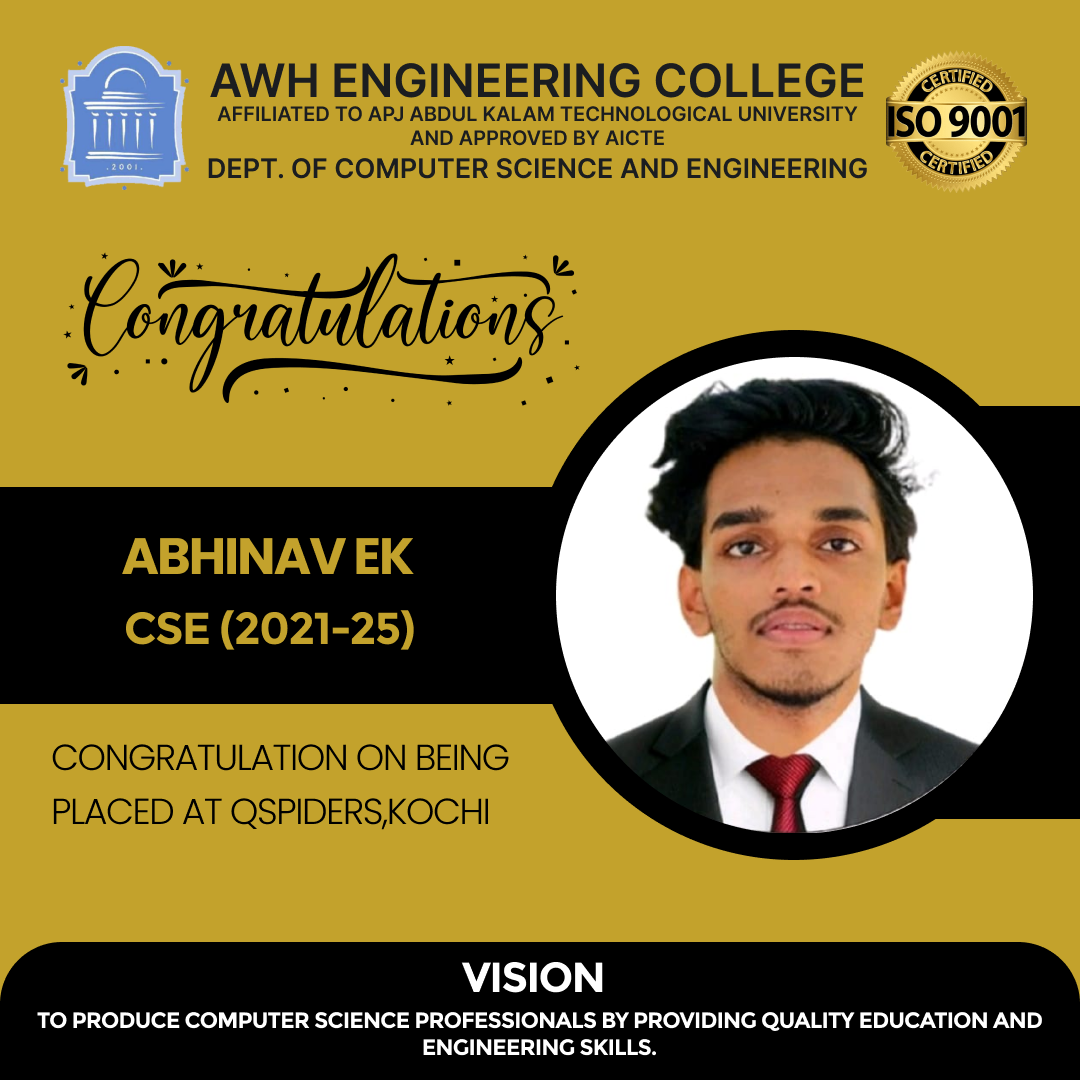 AWH ENGINEERING COLLEGE
AFFILIATED TO APJ ABDUL KALAM TECHNOLOGICAL UNIVERSITY
AND APPROVED BY AICTE
DEPT. OF COMPUTER SCIENCE AND ENGINEERING
.2001.
CERTIFIED
ISO 9001
CERTIFIED
Congratulations
ABHINAV EK
CSE (2021-25)
CONGRATULATION ON BEING
PLACED AT QSPIDERS,KOCHI
VISION
TO PRODUCE COMPUTER SCIENCE PROFESSIONALS BY PROVIDING QUALITY EDUCATION AND
ENGINEERING SKILLS.